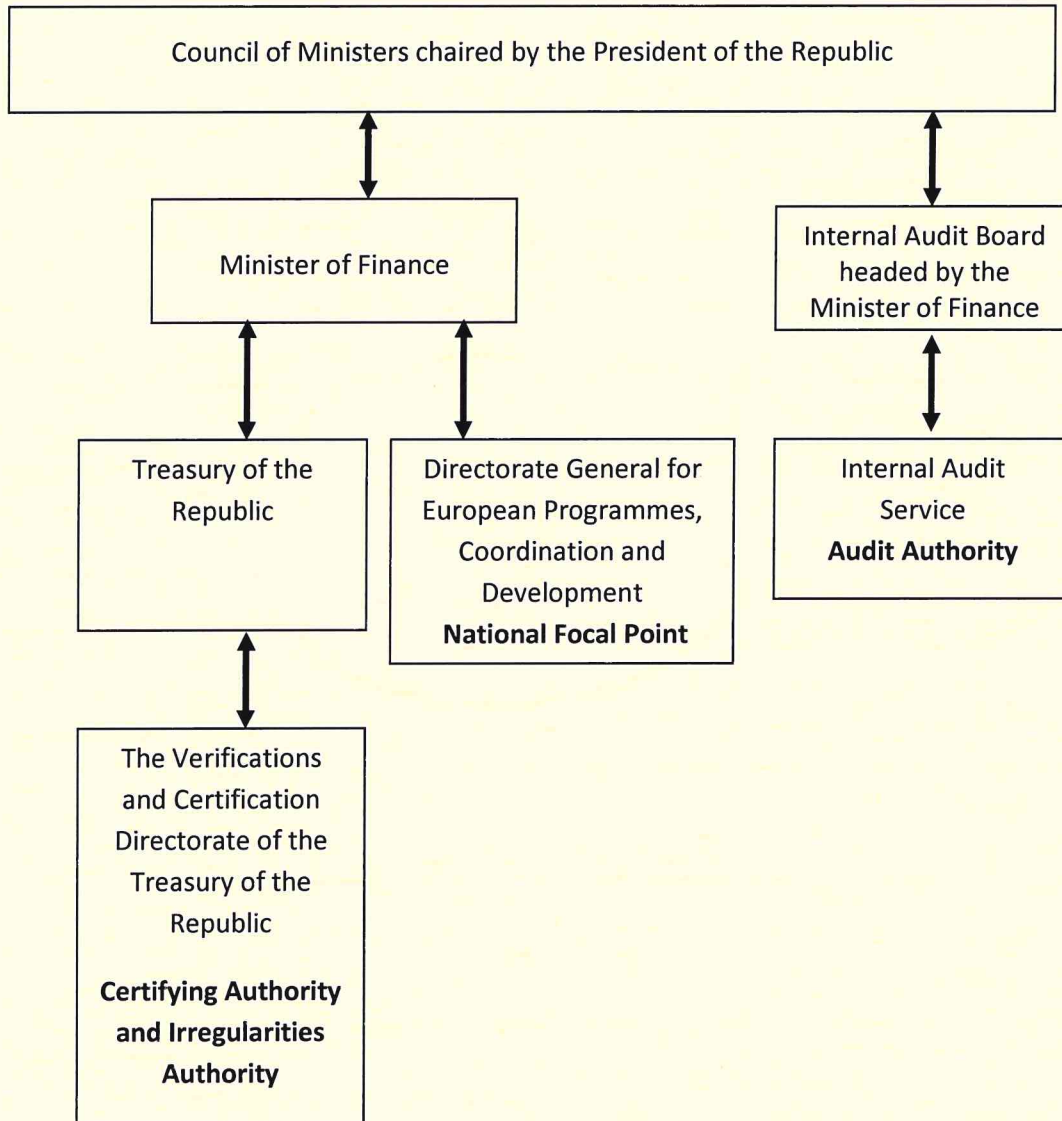 Council of Ministers chaired by the President of the Republic
Minister of Finance
Internal Audit Board
headed by the
Minister of Finance
Treasury of the
Republic
Directorate General for
European Programmes,
Coordination and
Development
National Focal Point
Internal Audit
Service
Audit Authority
The Verifications
and Certification
Directorate of the
Treasury of the
Republic
Certifying Authority
and Irregularities
Authority